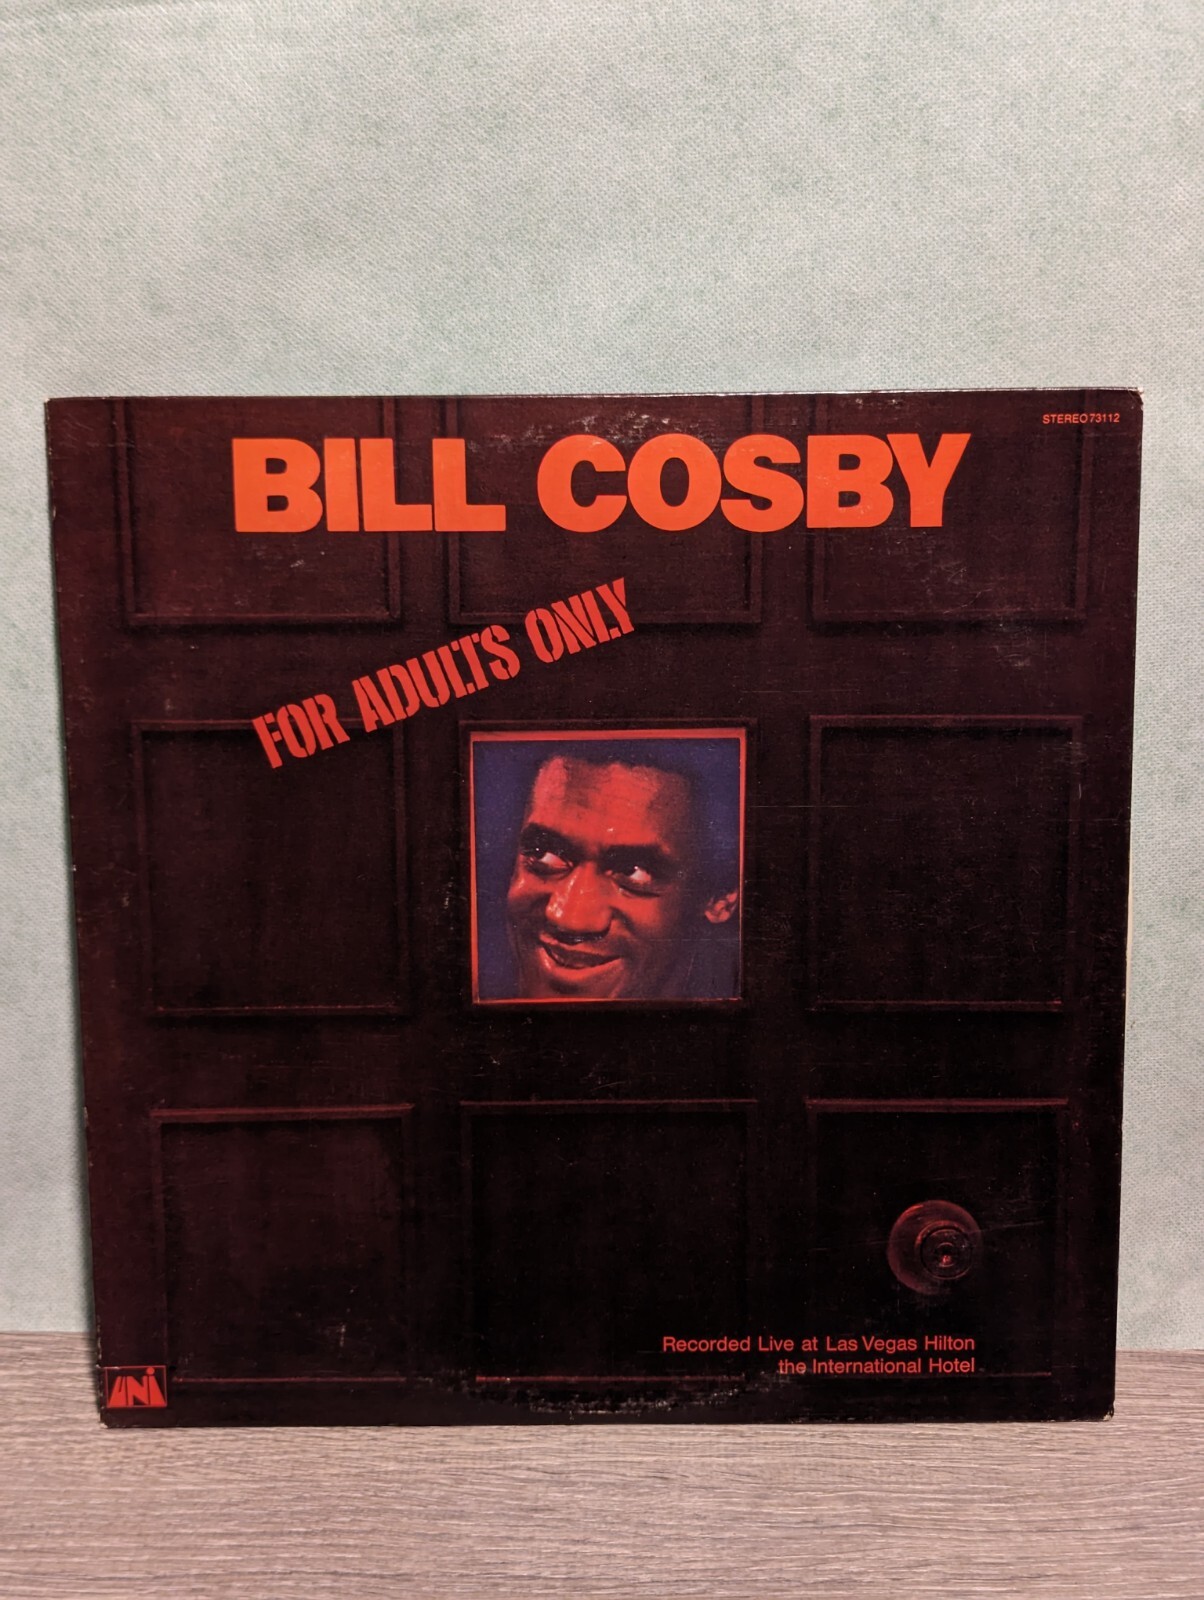 STEREO 73112
BILL COSBY
FOR ADULTS ONLY
Recorded Live at Las Vegas Hilton
the International Hotel
UNI